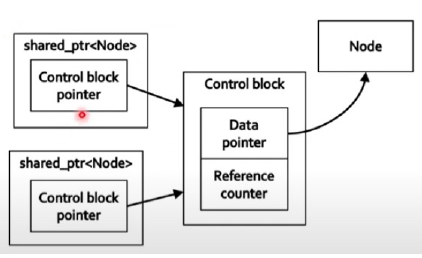 shared_ptr<Node>
Control block
pointer
shared_ptr<Node>
Control block
pointer
Control block
Data
pointer
Reference
counter
Node